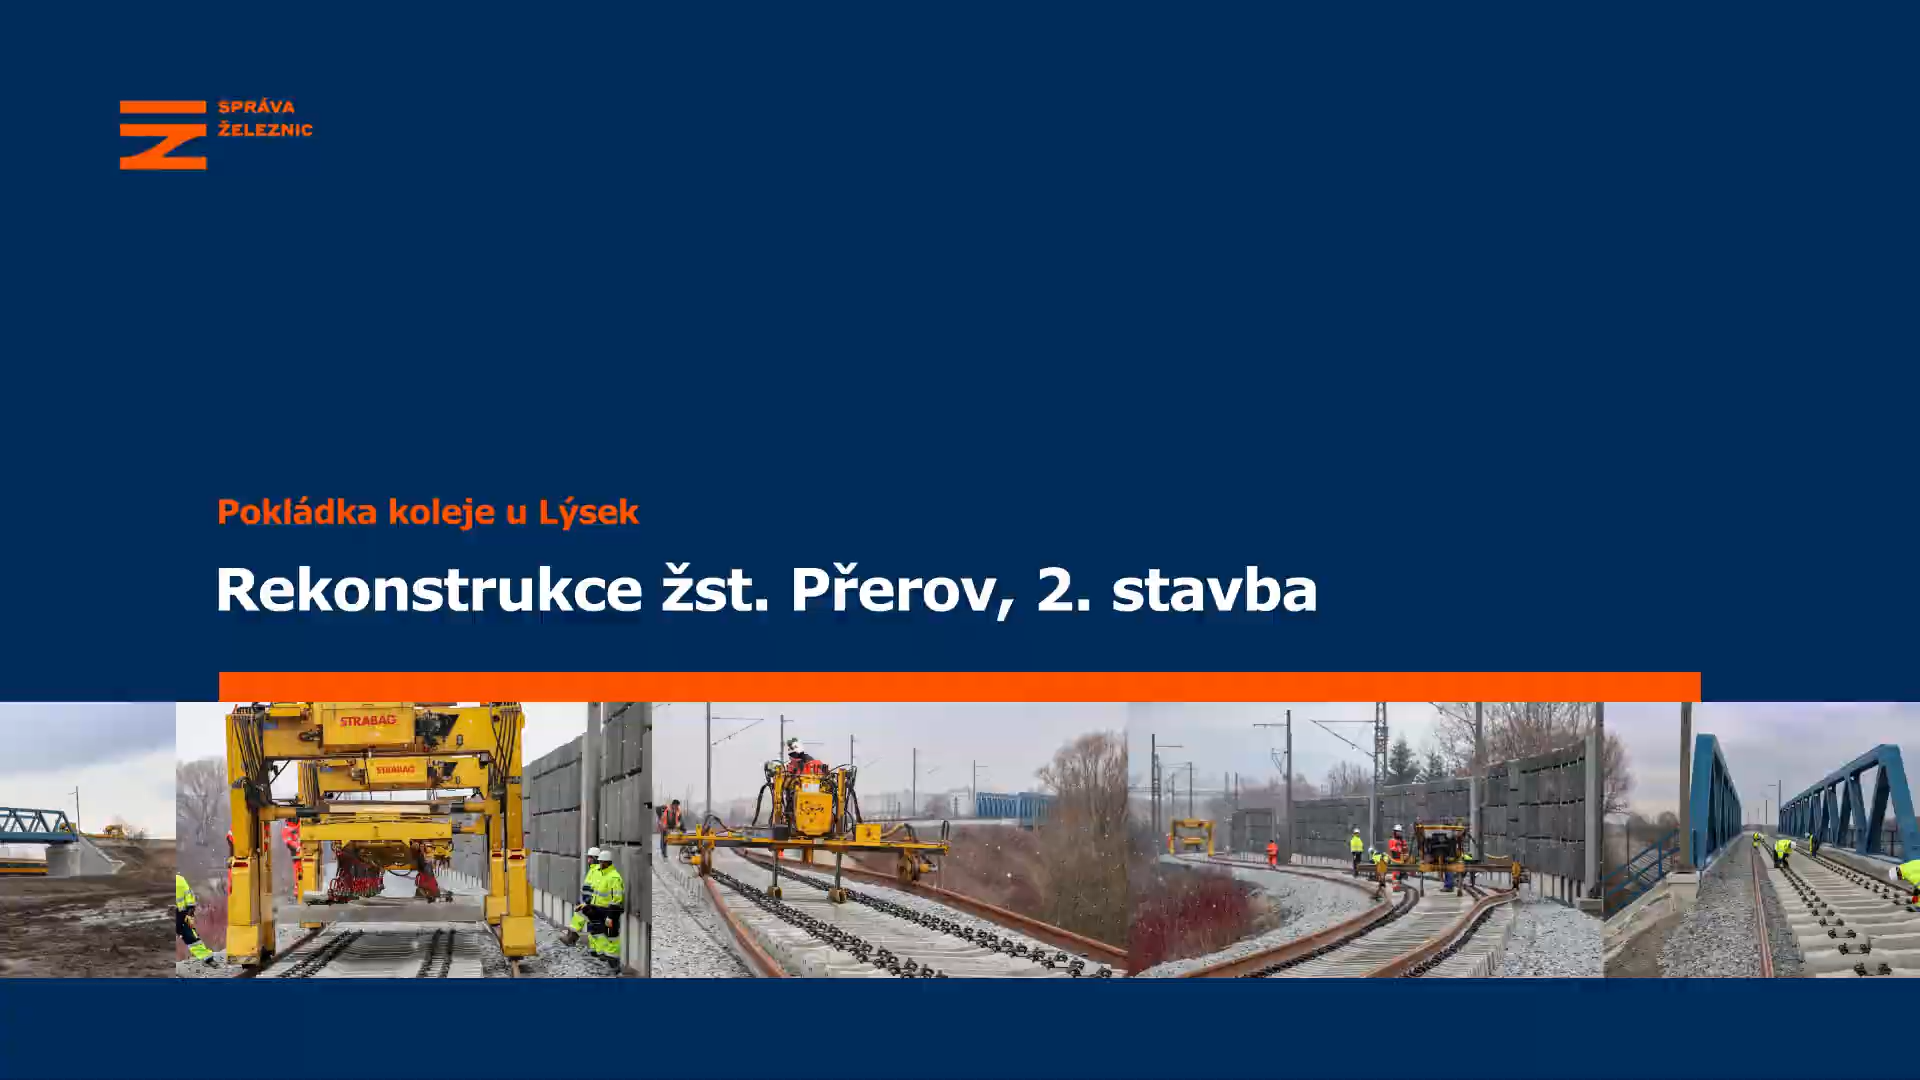 SPRÁVA
ŽELEZNIC
Pokládka koleje u Lýsek
Rekonstrukce žst. Přerov, 2. stavba
STRABAG
STRABAG